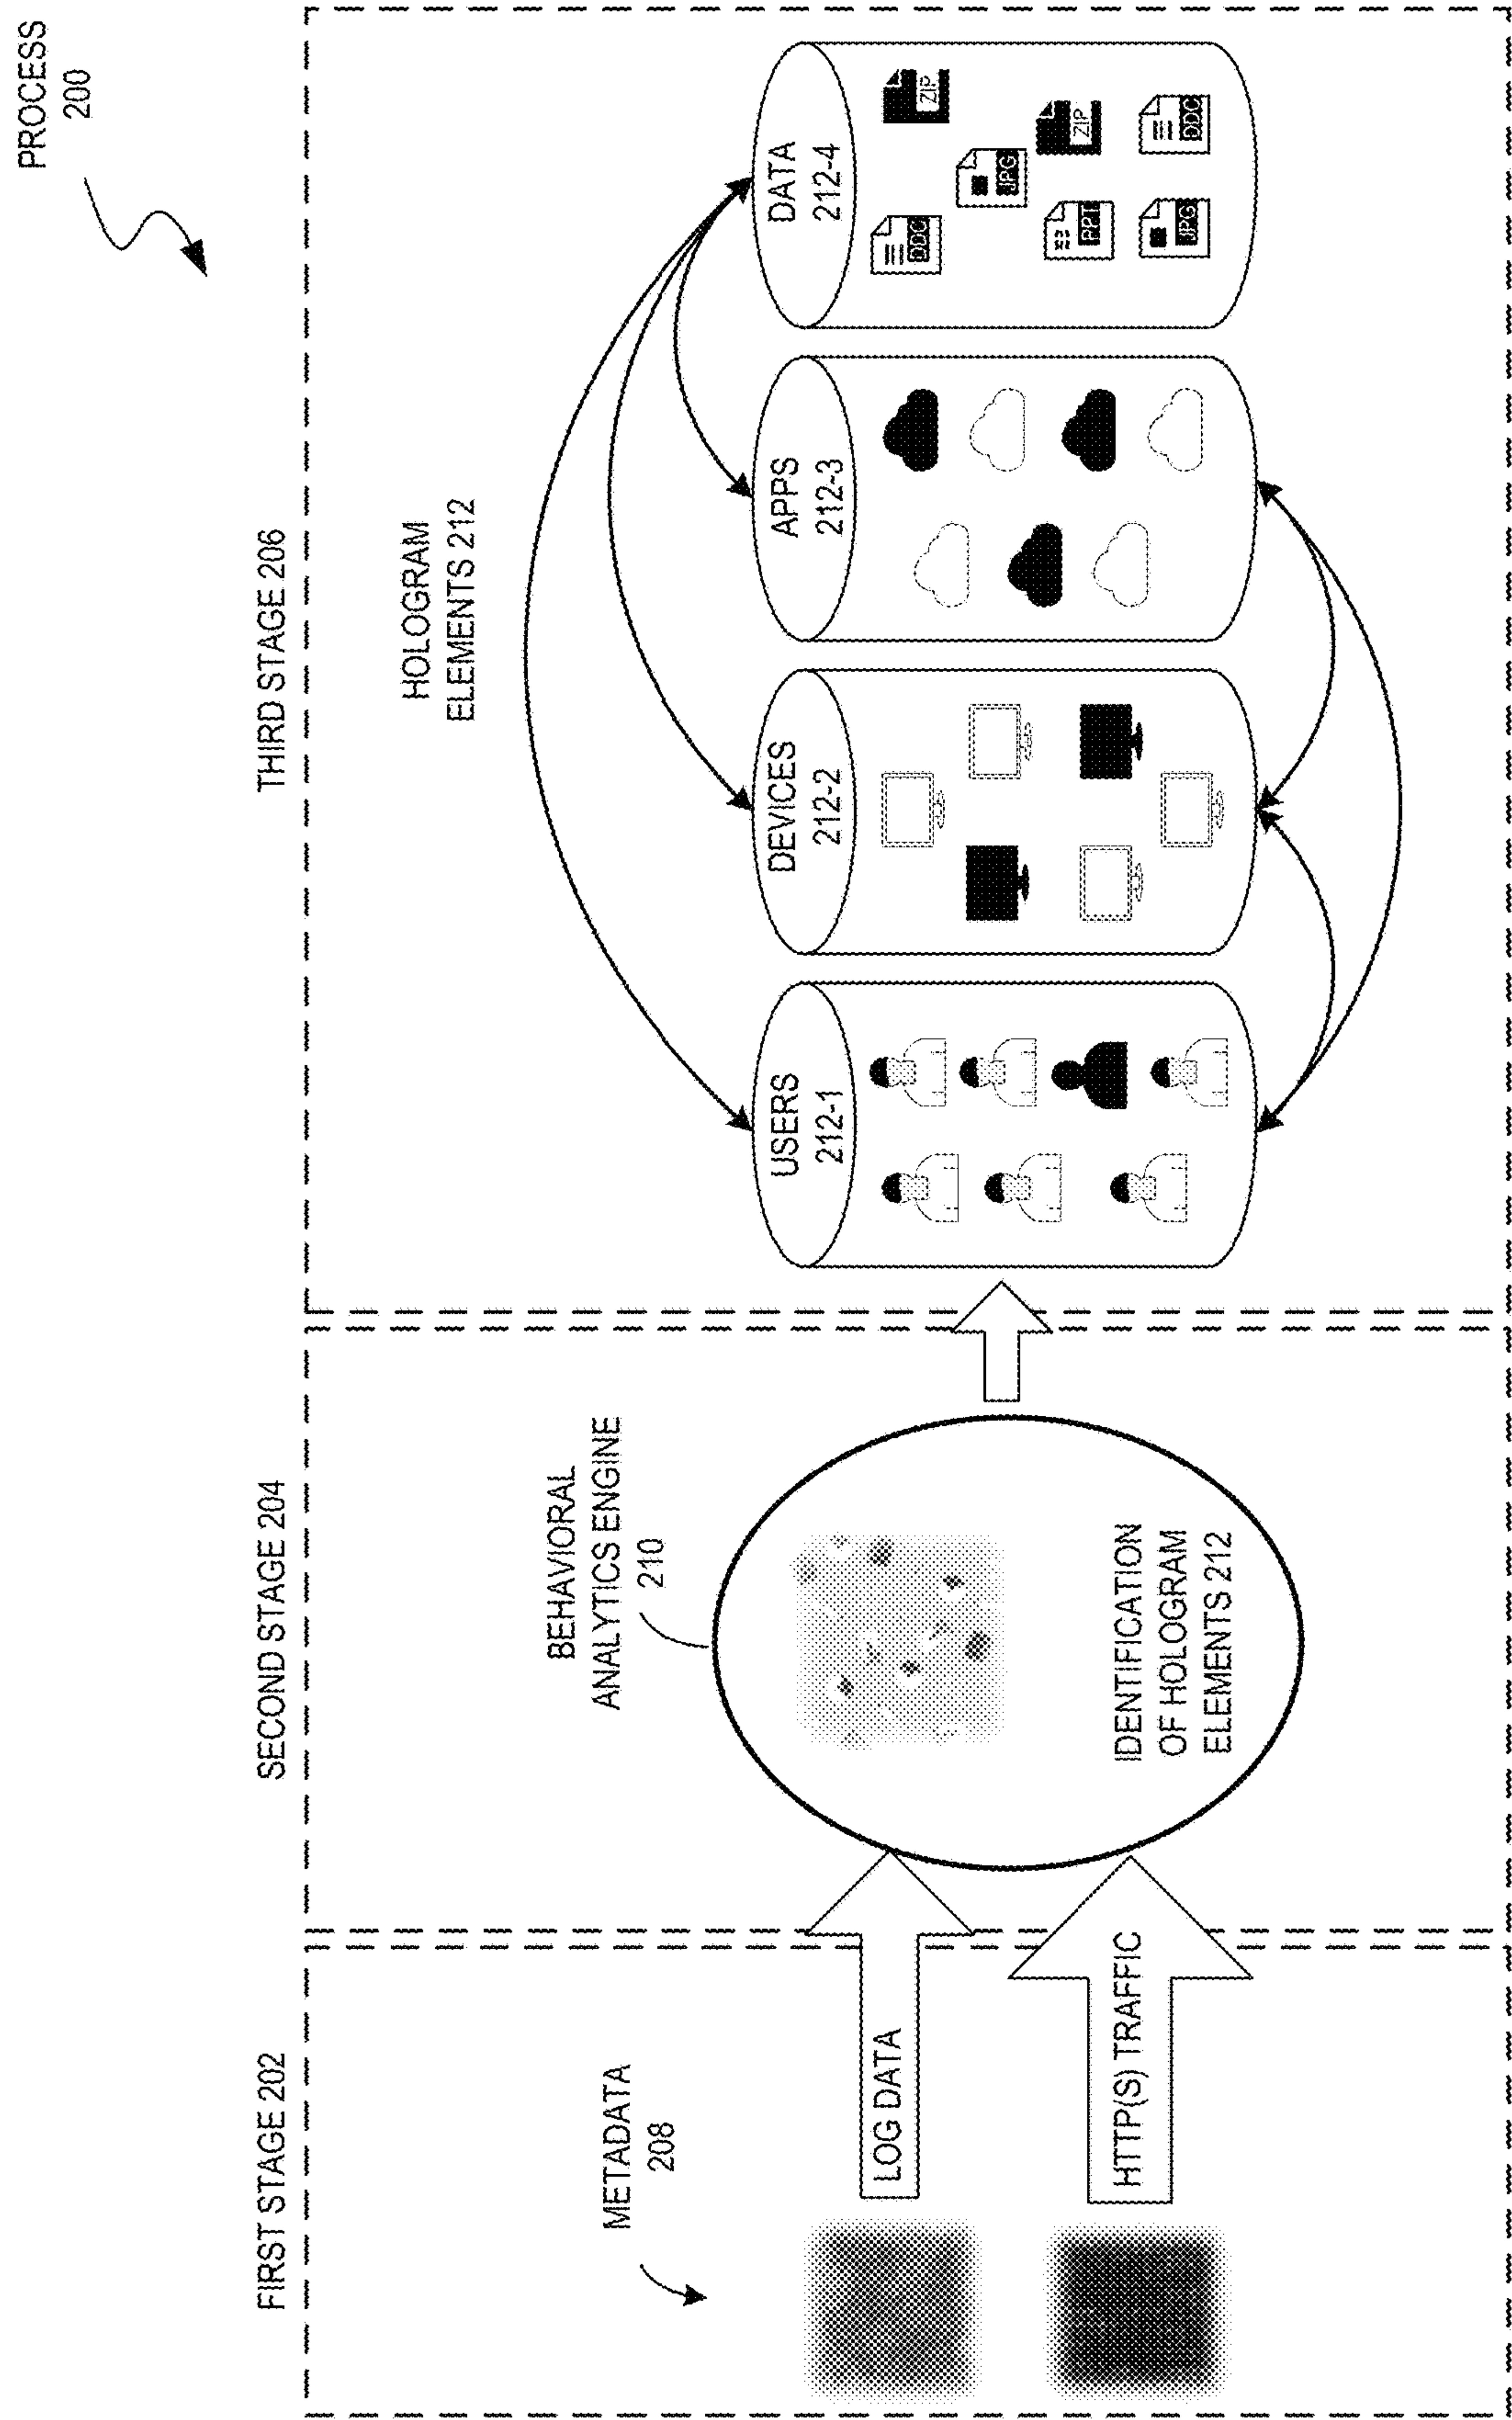 PROCESS
200
FIRST STAGE 202
SECOND STAGE 204
THIRD STAGE 206
METADATA
208
LOG DATA
HTTP(S) TRAFFIC
BEHAVIORAL
ANALYTICS ENGINE
210
IDENTIFICATION
OF HOLOGRAM
ELEMENTS 212
HOLOGRAM
ELEMENTS 212
USERS
212-1
DEVICES
212-2
APPS
212-3
DATA
212-4
DOC
JPG
ZIP
PPT
ZIP
JPG
DOC